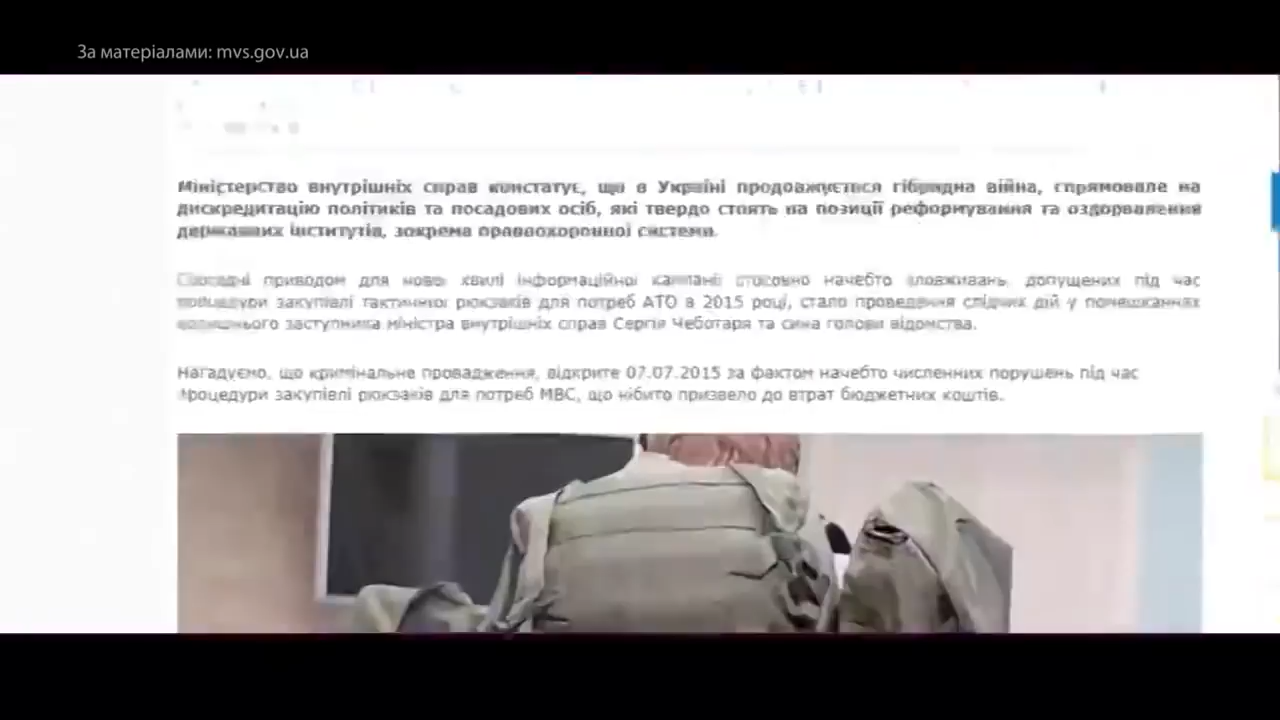 За матеріалами: mvs.gov.ua
Міністерство внутрішніх справ констатує, що в Україні продовжується гібридна війна, спрямоване на
дискредитацію політиків та посадових осіб, які твердо стоять на позиції реформування та оздоровлення
державних інститутів, зокрема правоохоронної системи.
приводом для нової хвилі інформаційної кампанії стосовно начебто зловживань, допущених під час
процедури закупівлі тактичних рюкзаків для потреб АТО в 2015 році, стало проведення слідчих дій у помешканнях
колишнього заступника міністра внутрішніх справ Сергія Чеботаря та сина голови відомства.
Нагадуємо, що кримінальне провадження, відкрите 07.07.2015 за фактом начебто численних порушень під час
процедури закупівлі рюкзаків для потреб МВС, що нібито призвело до втрат бюджетних коштів.